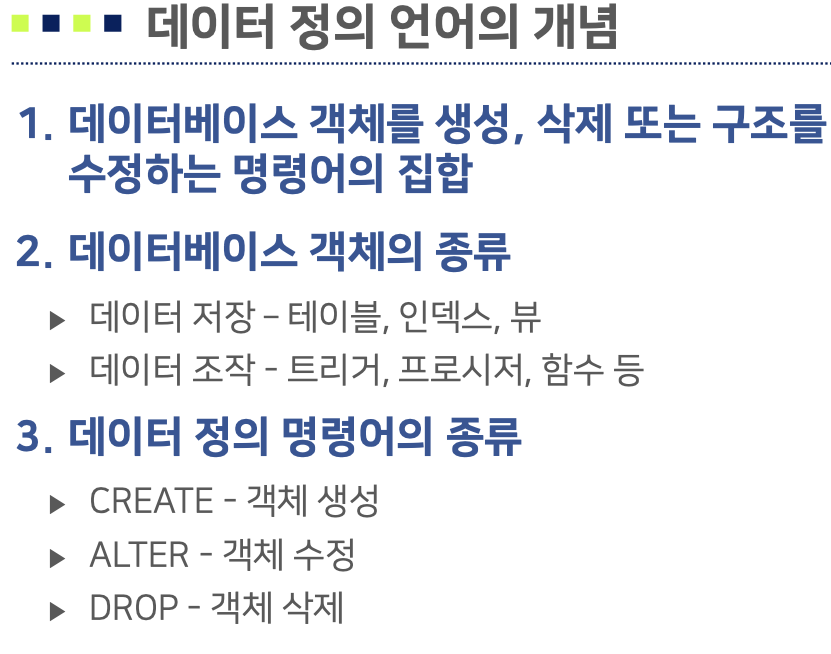 데이터 정의 언어의 개념
1. 데이터베이스 객체를 생성, 삭제 또는 구조를
수정하는 명령어의 집합
2. 데이터베이스 객체의 종류
▶ 데이터 저장 – 테이블, 인덱스, 뷰
▶ 데이터 조작 - 트리거, 프로시저, 함수 등
3. 데이터 정의 명령어의 종류
▶ CREATE - 객체 생성
▶ ALTER - 객체 수정
▶ DROP - 객체 삭제